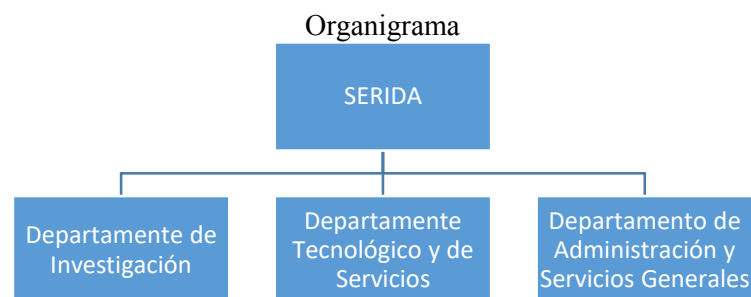 Organigrama
SERIDA
Departamente de
Investigación
Departamente
Tecnológico y de
Servicios
Departamento de
Administración y
Servicios Generales